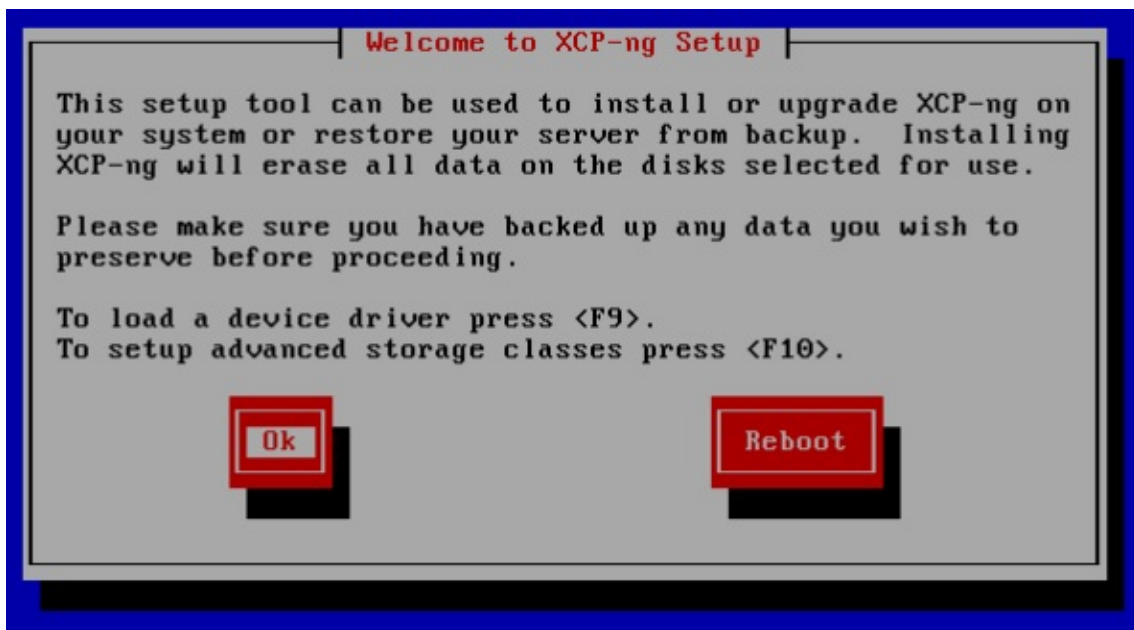 Welcome to XCP-ng Setup
This setup tool can be used to install or upgrade XCP-ng on
your system or restore your server from backup.  Installing
XCP-ng will erase all data on the disks selected for use.
Please make sure you have backed up any data you wish to
preserve before proceeding.
To load a device driver press <F9>.
To setup advanced storage classes press <F10>.
Ok Reboot